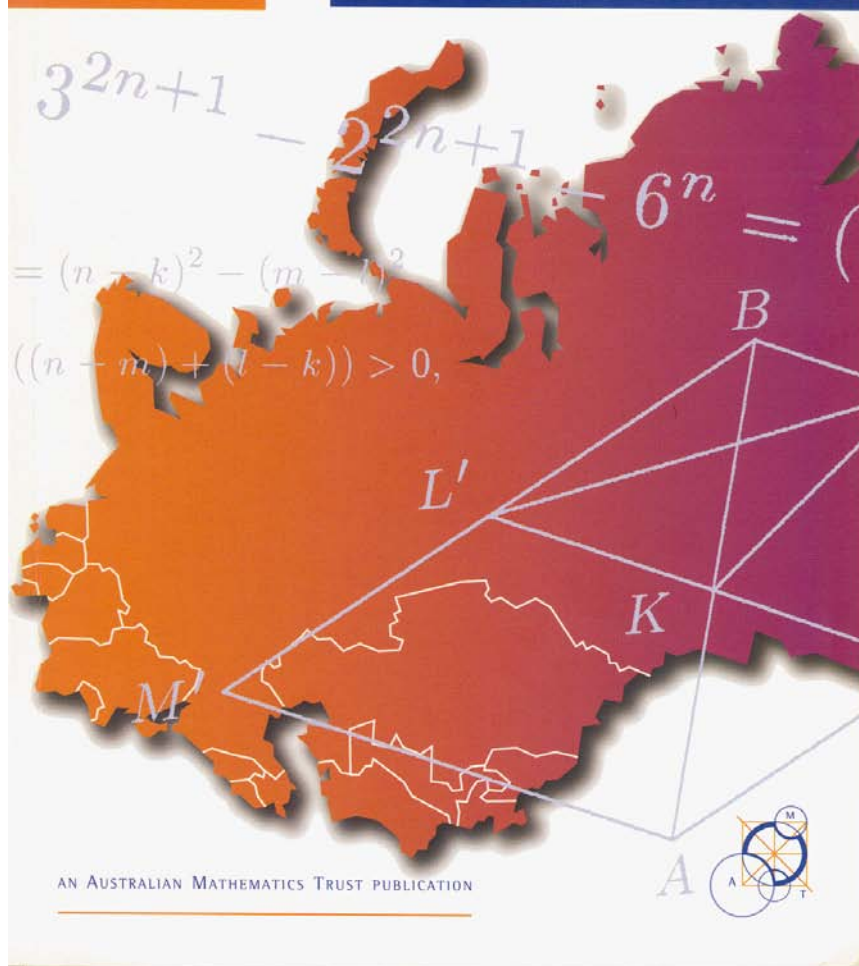 3^{2n+1} - 2^{2n+1} - 6^n = (
= (n - k)^2 - (m - l)^2
((n - m) + (l - k)) > 0,
B
L'
K
M'
A
M
A
T
AN AUSTRALIAN MATHEMATICS TRUST PUBLICATION